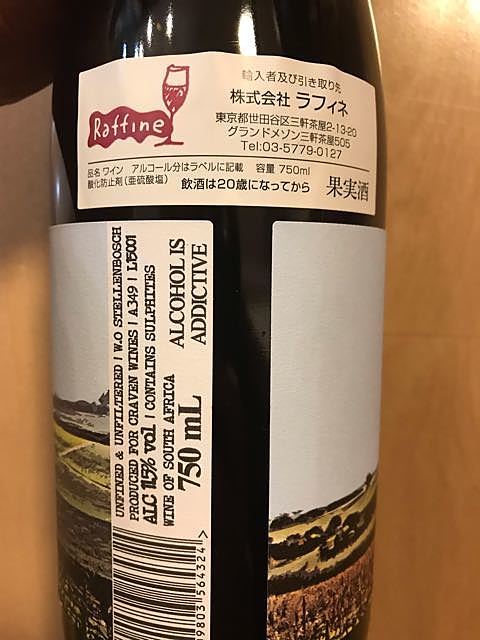 Raffine
輸入者及び引き取り先
株式会社 ラフィネ
東京都世田谷区三軒茶屋2-13-20
グランドメゾン三軒茶屋505
Tel:03-5779-0127
品名 ワイン アルコール分はラベルに記載 容量 750ml
酸化防止剤(亜硫酸塩) 飲酒は20歳になってから 果実酒
UNFINED & UNFILTERED | W.O STELLENBOSCH
PRODUCED FOR CRAVEN WINES | A349 | L15001
ALC 11,5% vol | CONTAINS SULPHITES
WINE OF SOUTH AFRICA
750 mL
ALCOHOL IS
ADDICTIVE
9803 564324 >